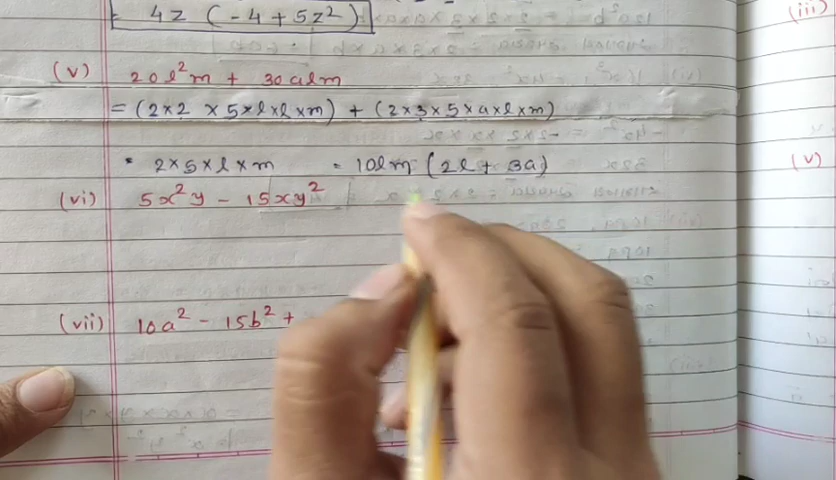 = 4z (-4 + 5z²)
(iii)
(v) 20l²m + 30alm
= (2×2 ×5×l×l×m) + (2×3×5×a×l×m)
= 2×5×l×m = 10lm (2l + 3a)
(v)
(vi) 5x²y - 15xy²
(vii) 10a² - 15b² +